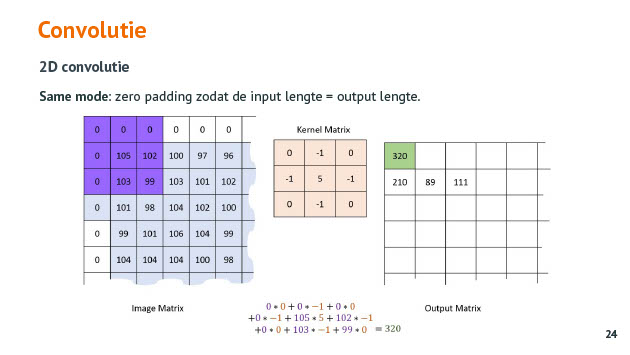 Convolutie
2D convolutie
Same mode: zero padding zodat de input lengte = output lengte.
0 0 0 0 0 0
0 105 102 100 97 96
0 103 99 103 101 102
0 101 98 104 102 100
0 99 101 106 104 99
0 104 104 104 100 98
Image Matrix
Kernel Matrix
0 -1 0
-1 5 -1
0 -1 0
0 * 0 + 0 * −1 + 0 * 0
+0 * −1 + 105 * 5 + 102 * −1
+0 * 0 + 103 * −1 + 99 * 0 = 320
320
210 89 111
Output Matrix
24